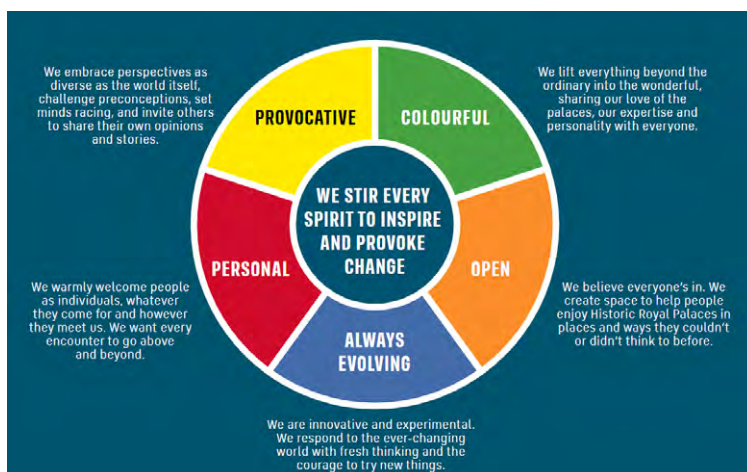 We embrace perspectives as
diverse as the world itself,
challenge preconceptions, set
minds racing, and invite others
to share their own opinions
and stories.
PROVOCATIVE
COLOURFUL
We lift everything beyond the
ordinary into the wonderful,
sharing our love of the
palaces, our expertise and
personality with everyone.
WE STIR EVERY
SPIRIT TO INSPIRE
AND PROVOKE
CHANGE
We warmly welcome people
as individuals, whatever
they come for and however
they meet us. We want every
encounter to go above
and beyond.
PERSONAL
OPEN
We believe everyone's in. We
create space to help people
enjoy Historic Royal Palaces in
places and ways they couldn't
or didn't think to before.
ALWAYS
EVOLVING
We are innovative and experimental.
We respond to the ever-changing
world with fresh thinking and the
courage to try new things.